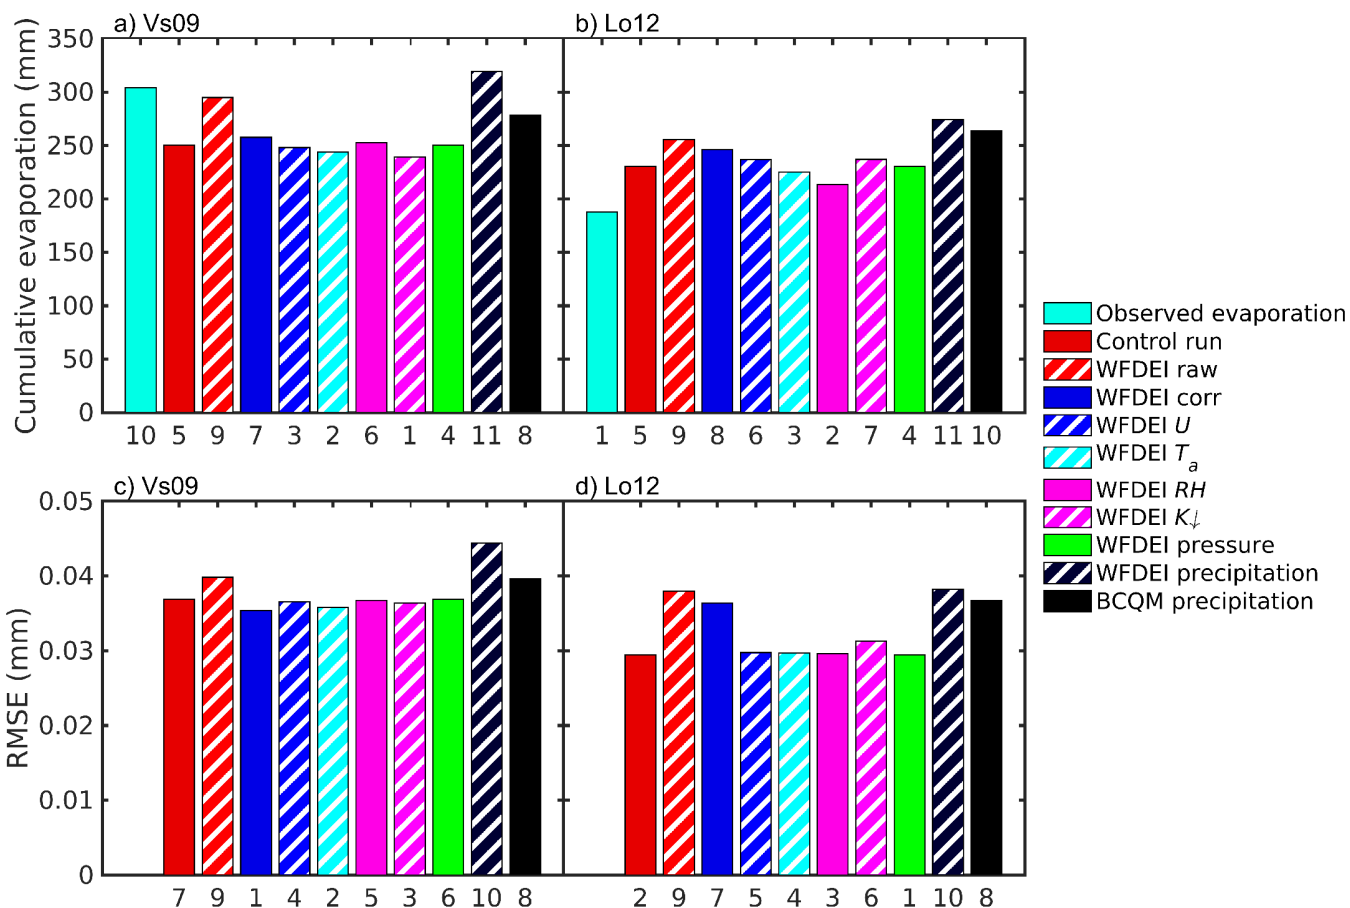 a) Vs09
b) Lo12
Cumulative evaporation (mm)
350
300
250
200
150
100
50
0
10 5 9 7 3 2 6 1 4 11 8
1 5 9 8 6 3 2 7 4 11 10
Observed evaporation
Control run
WFDEI raw
WFDEI corr
WFDEI U
WFDEI Ta
WFDEI RH
WFDEI K↓
WFDEI pressure
WFDEI precipitation
BCQM precipitation
c) Vs09
d) Lo12
RMSE (mm)
0.05
0.04
0.03
0.02
0.01
0
7 9 1 4 2 5 3 6 10 8
2 9 7 5 4 3 6 1 10 8